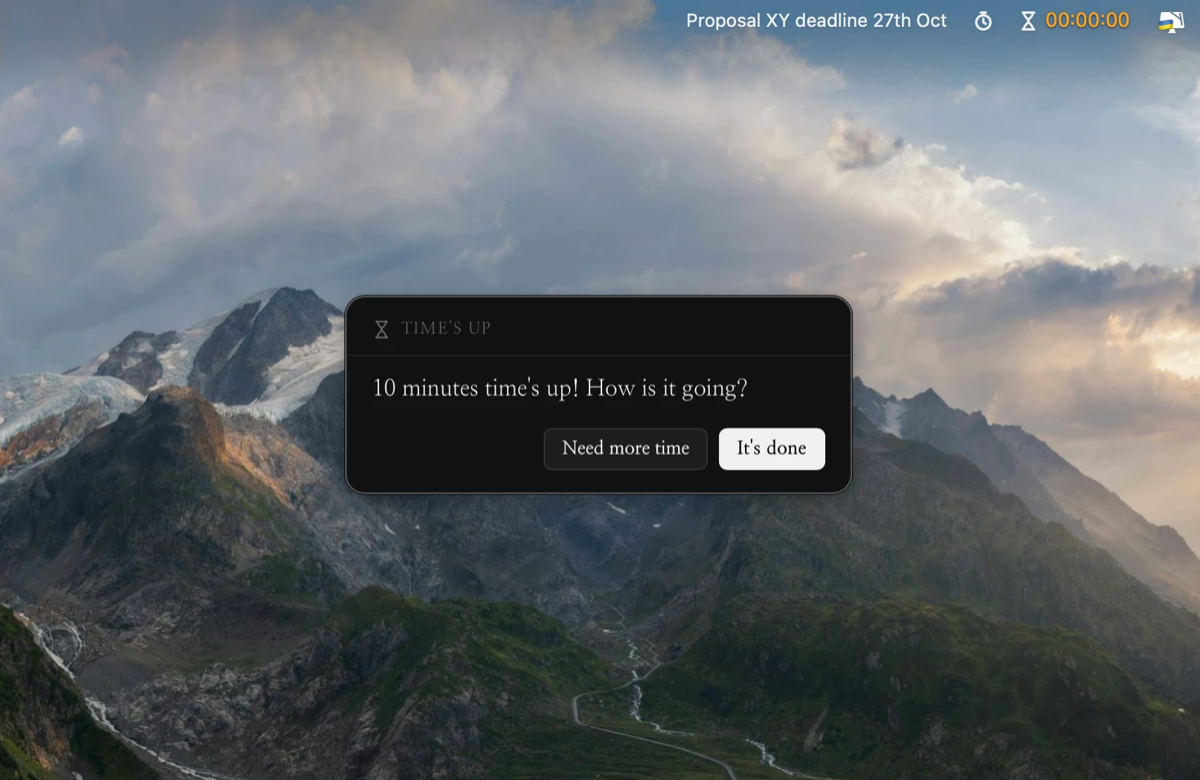 Proposal XY deadline 27th Oct 00:00:00
TIME'S UP
10 minutes time's up! How is it going?
Need more time It's done